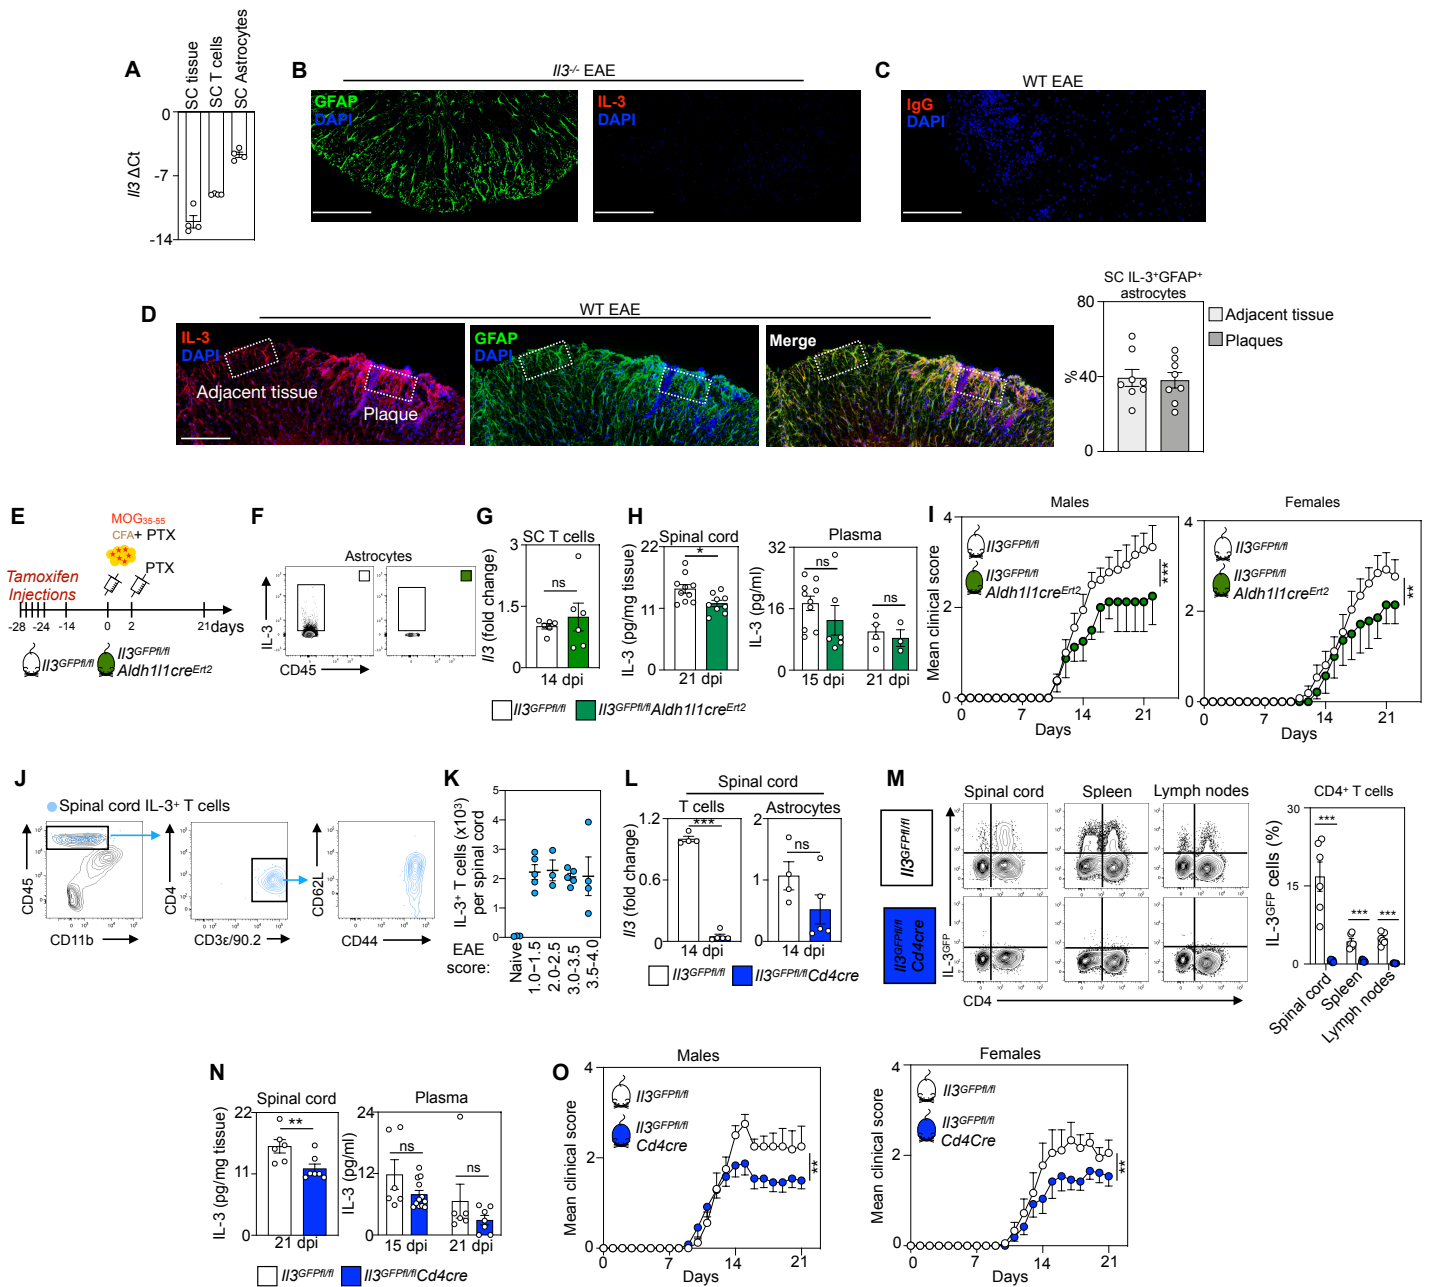 A
SC tissue
SC T cells
SC Astrocytes
Il3 ΔCt
0
-7
-14
B
Il3-/- EAE
GFAP
DAPI
IL-3
DAPI
C
WT EAE
IgG
DAPI
D
WT EAE
IL-3
DAPI
Adjacent tissue
Plaque
GFAP
DAPI
Merge
SC IL-3+GFAP+
astrocytes
%
80
40
0
Adjacent tissue
Plaques
E
MOG35-55
CFA+ PTX
PTX
Tamoxifen
Injections
-28 -24 -14 0 2 21 days
Il3GFPfl/fl
Il3GFPfl/fl
Aldh1l1creErt2
F
Astrocytes
IL-3
CD45
G
SC T cells
Il3 (fold change)
3
1.5
0
ns
14 dpi
H
Spinal cord
IL-3 (pg/mg tissue)
22
11
0
*
21 dpi
Plasma
IL-3 (pg/ml)
32
16
0
ns
ns
15 dpi
21 dpi
Il3GFPfl/fl
Il3GFPfl/flAldh1l1creErt2
I
Males
Mean clinical score
4
2
0
Il3GFPfl/fl
Il3GFPfl/fl
Aldh1l1creErt2
***
0 7 14 21
Days
Females
4
2
0
Il3GFPfl/fl
Il3GFPfl/fl
Aldh1l1creErt2
**
0 7 14 21
Days
J
Spinal cord IL-3+ T cells
CD45
CD11b
CD4
CD3ε/90.2
CD62L
CD44
K
IL-3+ T cells (x10³)
per spinal cord
5
4
3
2
1
0
EAE
score:
Naive
1.0–1.5
2.0-2.5
3.0-3.5
3.5-4.0
L
Spinal cord
T cells
Il3 (fold change)
1.2
0.6
0
***
14 dpi
Astrocytes
2
1
0
ns
14 dpi
Il3GFPfl/fl
Il3GFPfl/flCd4cre
M
Spinal cord
Spleen
Lymph nodes
Il3GFPfl/fl
Il3GFPfl/fl
Cd4cre
IL-3GFP
CD4
CD4+ T cells
IL-3GFP cells (%)
30
15
0
***
***
***
Spinal cord
Spleen
Lymph nodes
N
Spinal cord
IL-3 (pg/mg tissue)
22
11
0
**
21 dpi
Plasma
IL-3 (pg/ml)
24
12
0
ns
ns
15 dpi
21 dpi
Il3GFPfl/fl
Il3GFPfl/flCd4cre
O
Males
Mean clinical score
4
2
0
Il3GFPfl/fl
Il3GFPfl/fl
Cd4cre
**
0 7 14 21
Days
Females
Mean clinical score
4
2
0
Il3GFPfl/fl
Il3GFPfl/fl
Cd4Cre
**
0 7 14 21
Days